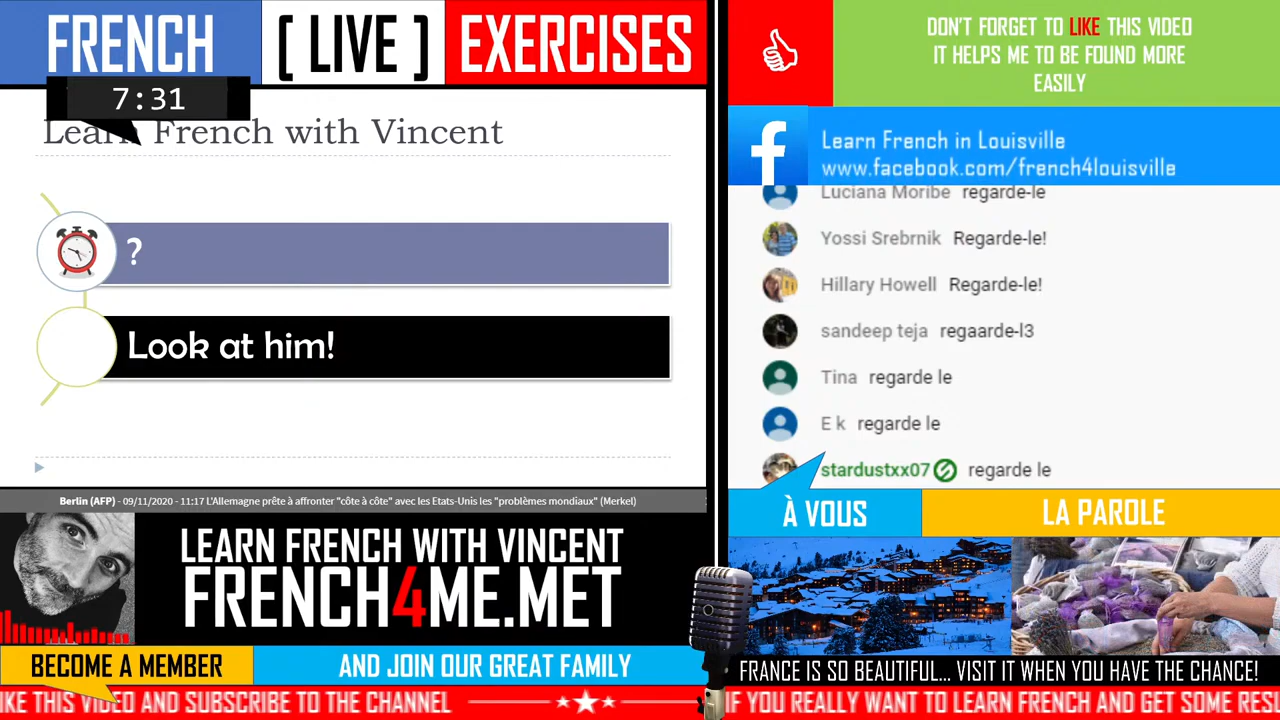 FRENCH [ LIVE ] EXERCISES
7:31
Learn French with Vincent
?
Look at him!
Berlin (AFP) - 09/11/2020 - 11:17 L'Allemagne prête à affronter "côte à côte" avec les Etats-Unis les "problèmes mondiaux" (Merkel)
LEARN FRENCH WITH VINCENT
FRENCH4ME.MET
BECOME A MEMBER
AND JOIN OUR GREAT FAMILY
DON'T FORGET TO LIKE THIS VIDEO
IT HELPS ME TO BE FOUND MORE
EASILY
Learn French in Louisville
www.facebook.com/french4louisville
Luciana Moribe regarde-le
Yossi Srebrnik Regarde-le!
Hillary Howell Regarde-le!
sandeep teja regaarde-l3
Tina regarde le
E k regarde le
stardustxx07 regarde le
À VOUS
LA PAROLE
FRANCE IS SO BEAUTIFUL... VISIT IT WHEN YOU HAVE THE CHANCE!
THIS VIDEO AND SUBSCRIBE TO THE CHANNEL
IF YOU REALLY WANT TO LEARN FRENCH AND GET SOME